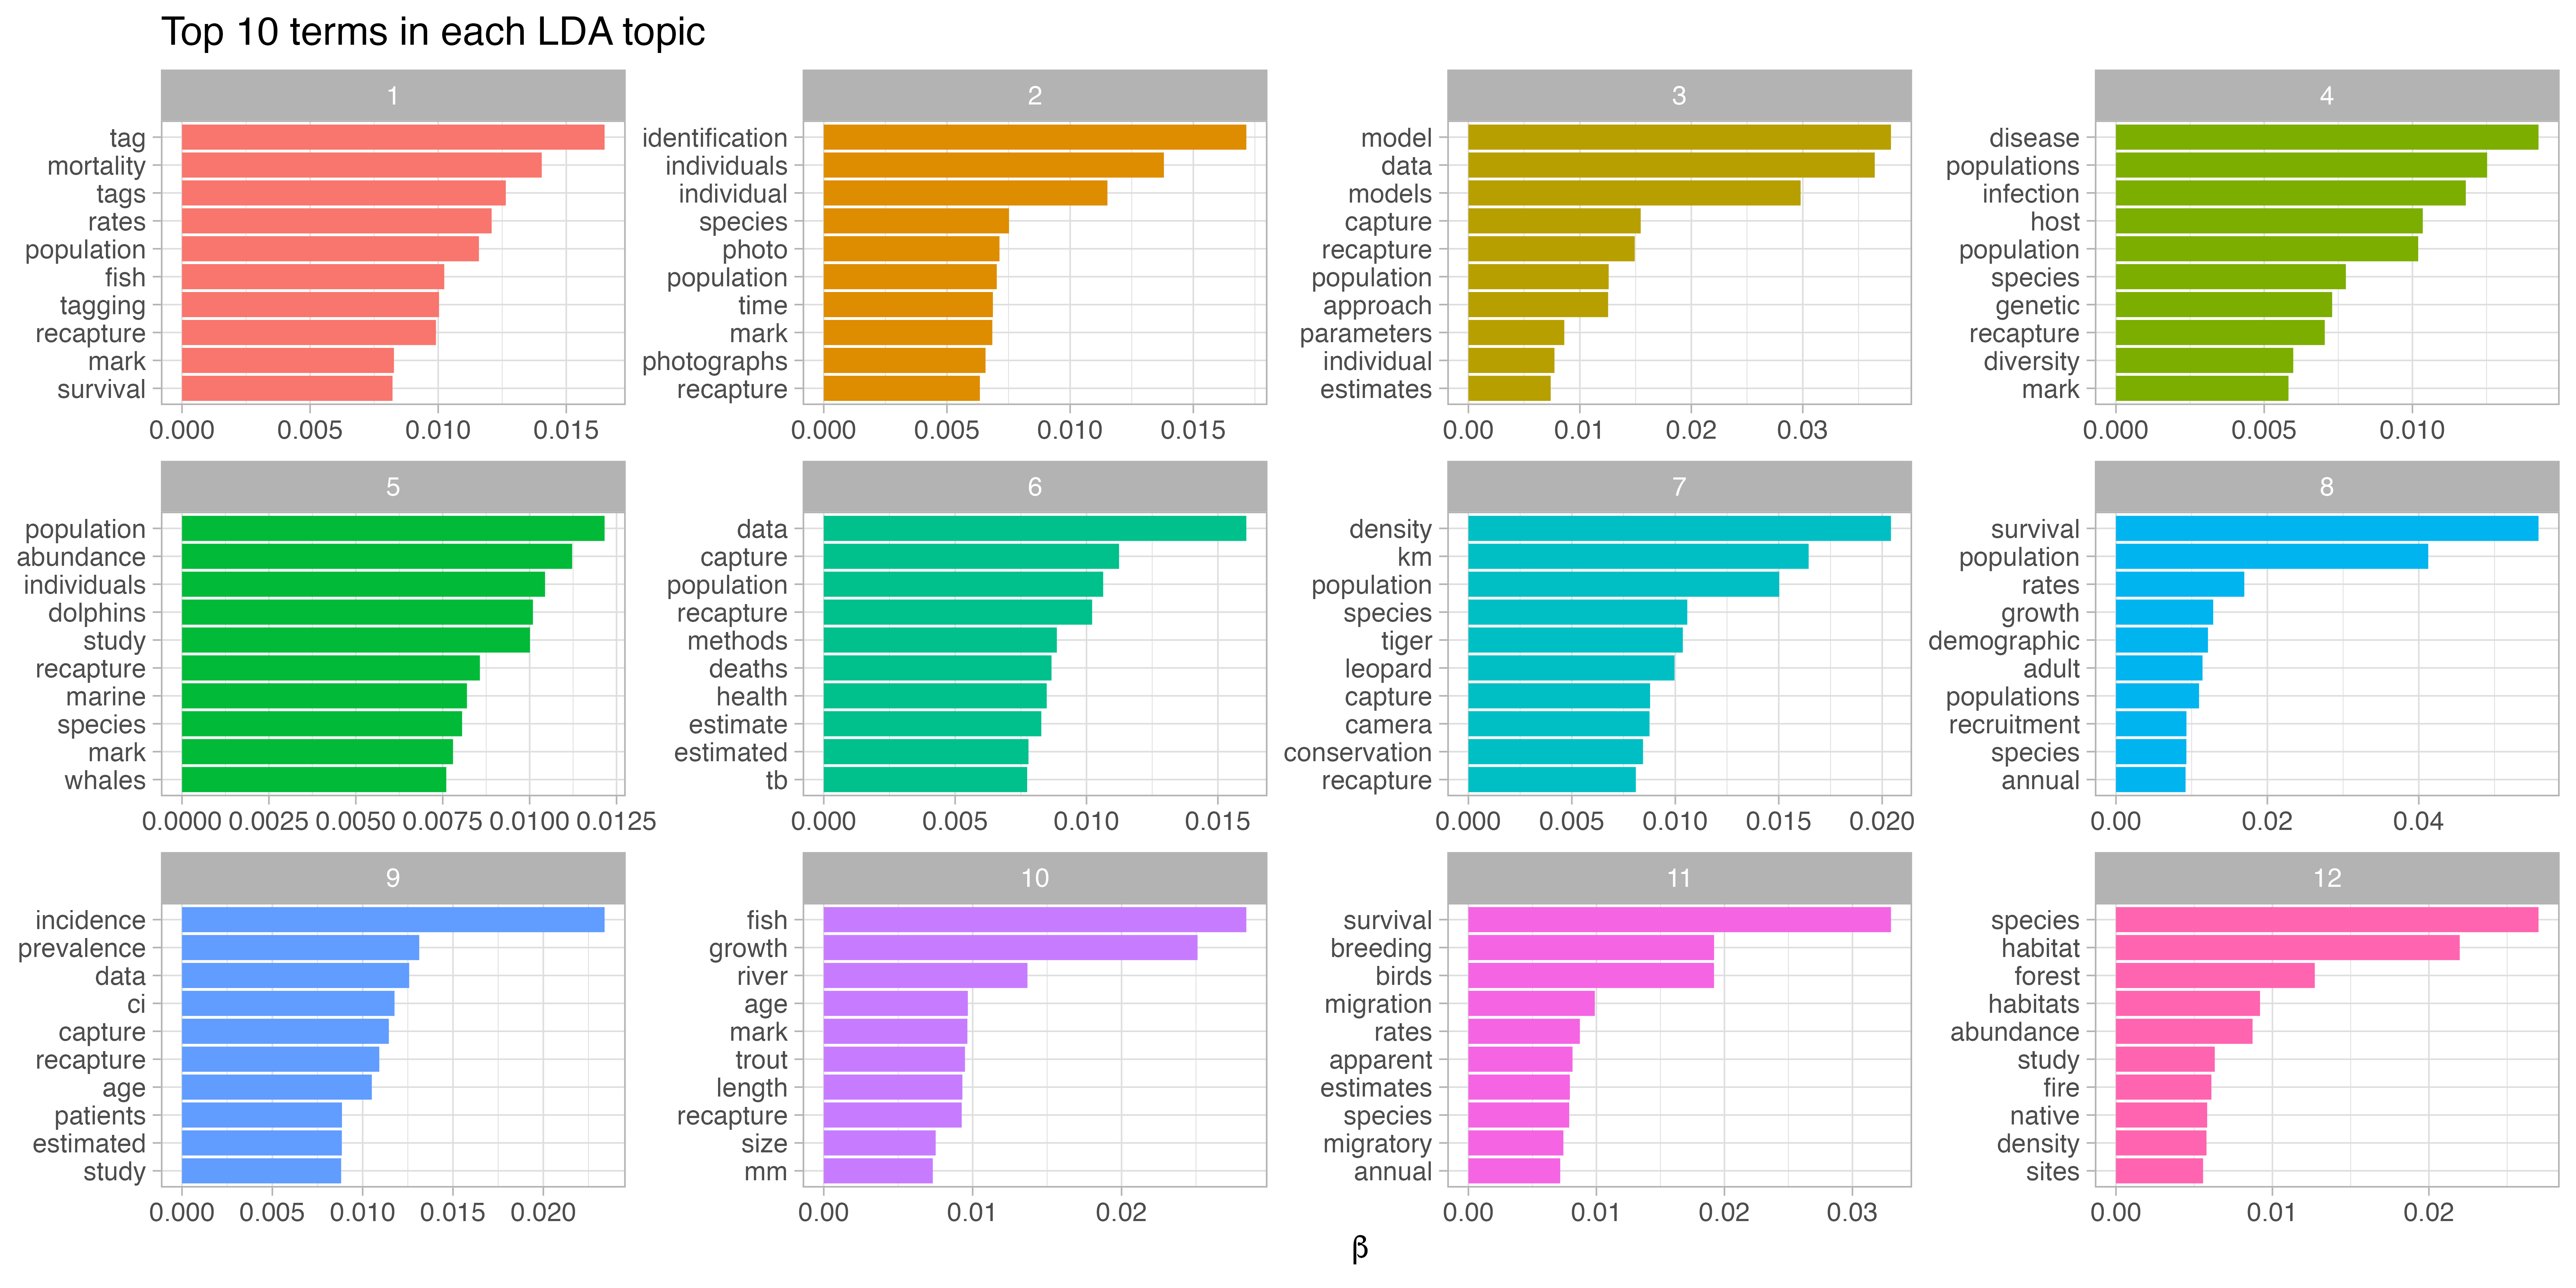 Top 10 terms in each LDA topic
1
tag
mortality
tags
rates
population
fish
tagging
recapture
mark
survival
0.000 0.005 0.010 0.015
2
identification
individuals
individual
species
photo
population
time
mark
photographs
recapture
0.000 0.005 0.010 0.015
3
model
data
models
capture
recapture
population
approach
parameters
individual
estimates
0.00 0.01 0.02 0.03
4
disease
populations
infection
host
population
species
genetic
recapture
diversity
mark
0.000 0.005 0.010
5
population
abundance
individuals
dolphins
study
recapture
marine
species
mark
whales
0.0000 0.0025 0.0050 0.0075 0.0100 0.0125
6
data
capture
population
recapture
methods
deaths
health
estimate
estimated
tb
0.000 0.005 0.010 0.015
7
density
km
population
species
tiger
leopard
capture
camera
conservation
recapture
0.000 0.005 0.010 0.015 0.020
8
survival
population
rates
growth
demographic
adult
populations
recruitment
species
annual
0.00 0.02 0.04
9
incidence
prevalence
data
ci
capture
recapture
age
patients
estimated
study
0.000 0.005 0.010 0.015 0.020
10
fish
growth
river
age
mark
trout
length
recapture
size
mm
0.00 0.01 0.02
11
survival
breeding
birds
migration
rates
apparent
estimates
species
migratory
annual
0.00 0.01 0.02 0.03
12
species
habitat
forest
habitats
abundance
study
fire
native
density
sites
0.00 0.01 0.02
β